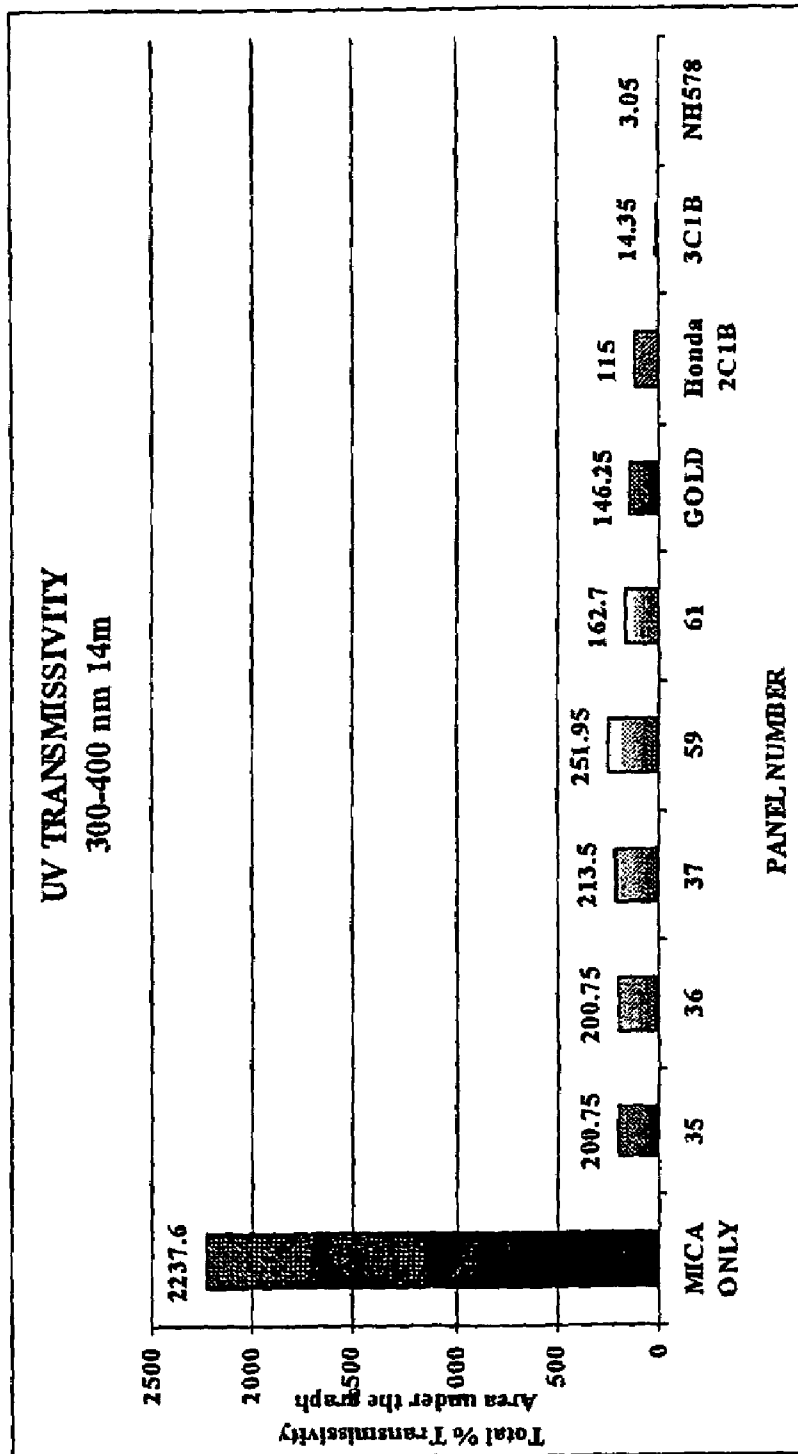 UV TRANSMISSIVITY
300-400 nm 14m
Total % Transmissivity
Area under the graph
2500
2000
500
000
500
0
2237.6
200.75
200.75
213.5
251.95
162.7
146.25
115
14.35
3.05
MICA ONLY
35
36
37
59
61
GOLD
Honda 2C1B
3C1B
NH578
PANEL NUMBER